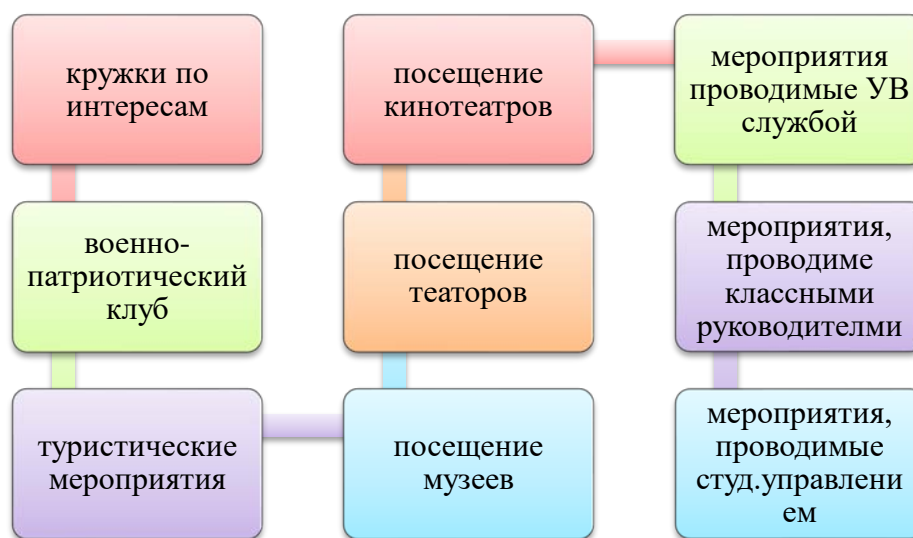 кружки по
интересам
военно-
патриотический
клуб
туристические
мероприятия
посещение
музеев
посещение
театоров
посещение
кинотеатров
мероприятия
проводимые УВ
службой
мероприятия,
проводиме
классными
руководителми
мероприятия,
проводимые
студ.управлени
ем